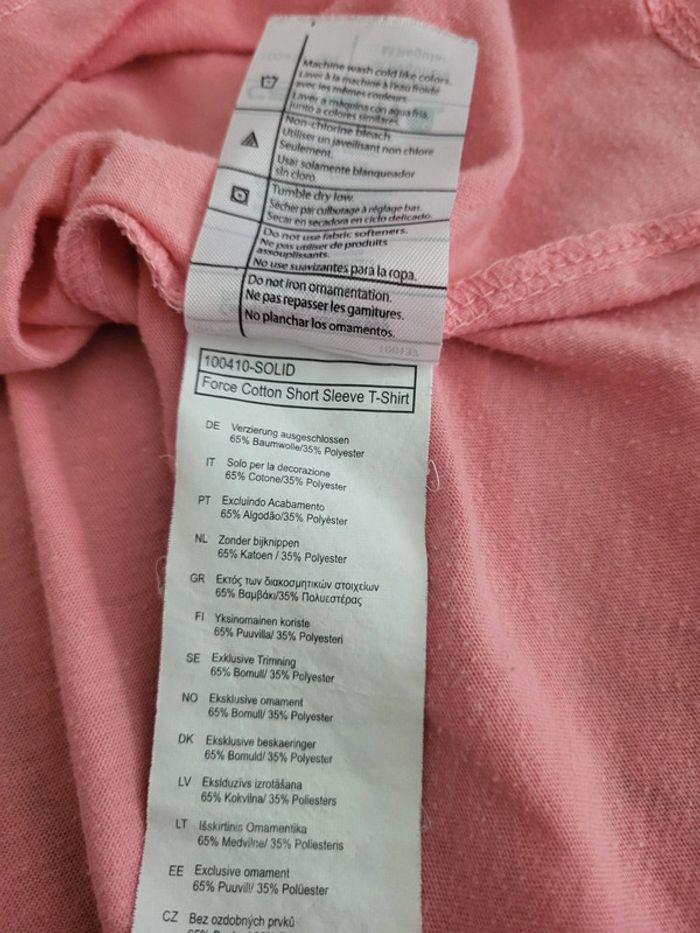 Machine wash cold like colors.
Laver à la machine à l'eau froide
avec les mêmes couleurs.
Lavar a máquina con agua fria,
junto a colores similares.
Non-chlorine bleach
Utiliser un javeilisant non chlore
Seulement.
Usar solamente blanqueador
sin cloro.
Tumble dry low.
Sécher par culbutage à réglage bas.
Secar en secadora en ciclo delicado.
Do not use fabric softeners.
Ne pas utiliser de produits
assouplissants.
No use suavizantes para la ropa.
Do not iron ornamentation.
Ne pas repasser les garnitures.
No planchar los ornamentos.
100410-SOLID
Force Cotton Short Sleeve T-Shirt
DE Verzierung ausgeschlossen
65% Baumwolle/35% Polyester
IT Solo per la decorazione
65% Cotone/35% Polyester
PT Excluindo Acabamento
65% Algodão/35% Polyèster
NL Zonder bijknippen
65% Katoen / 35% Polyester
GR Εκτός των διακοσμητικών στοιχείων
65% Βαμβάκι/35% Πολυεστέρας
FI Yksinomainen koriste
65% Puuvilla/ 35% Polyesteri
SE Exklusive Trimning
65% Bomull/ 35% Polyester
NO Eksklusive ornament
65% Bomull/ 35% Polyester
DK Eksklusive beskaeringer
65% Bomuld/ 35% Polyester
LV Eksluzīvs izrotāšana
65% Kokvilna/ 35% Poliesters
LT Išskirtinis Ornamentika
65% Medvilne/ 35% Poliesteris
EE Exclusive ornament
65% Puuvill/ 35% Polüester
CZ Bez ozdobných prvků